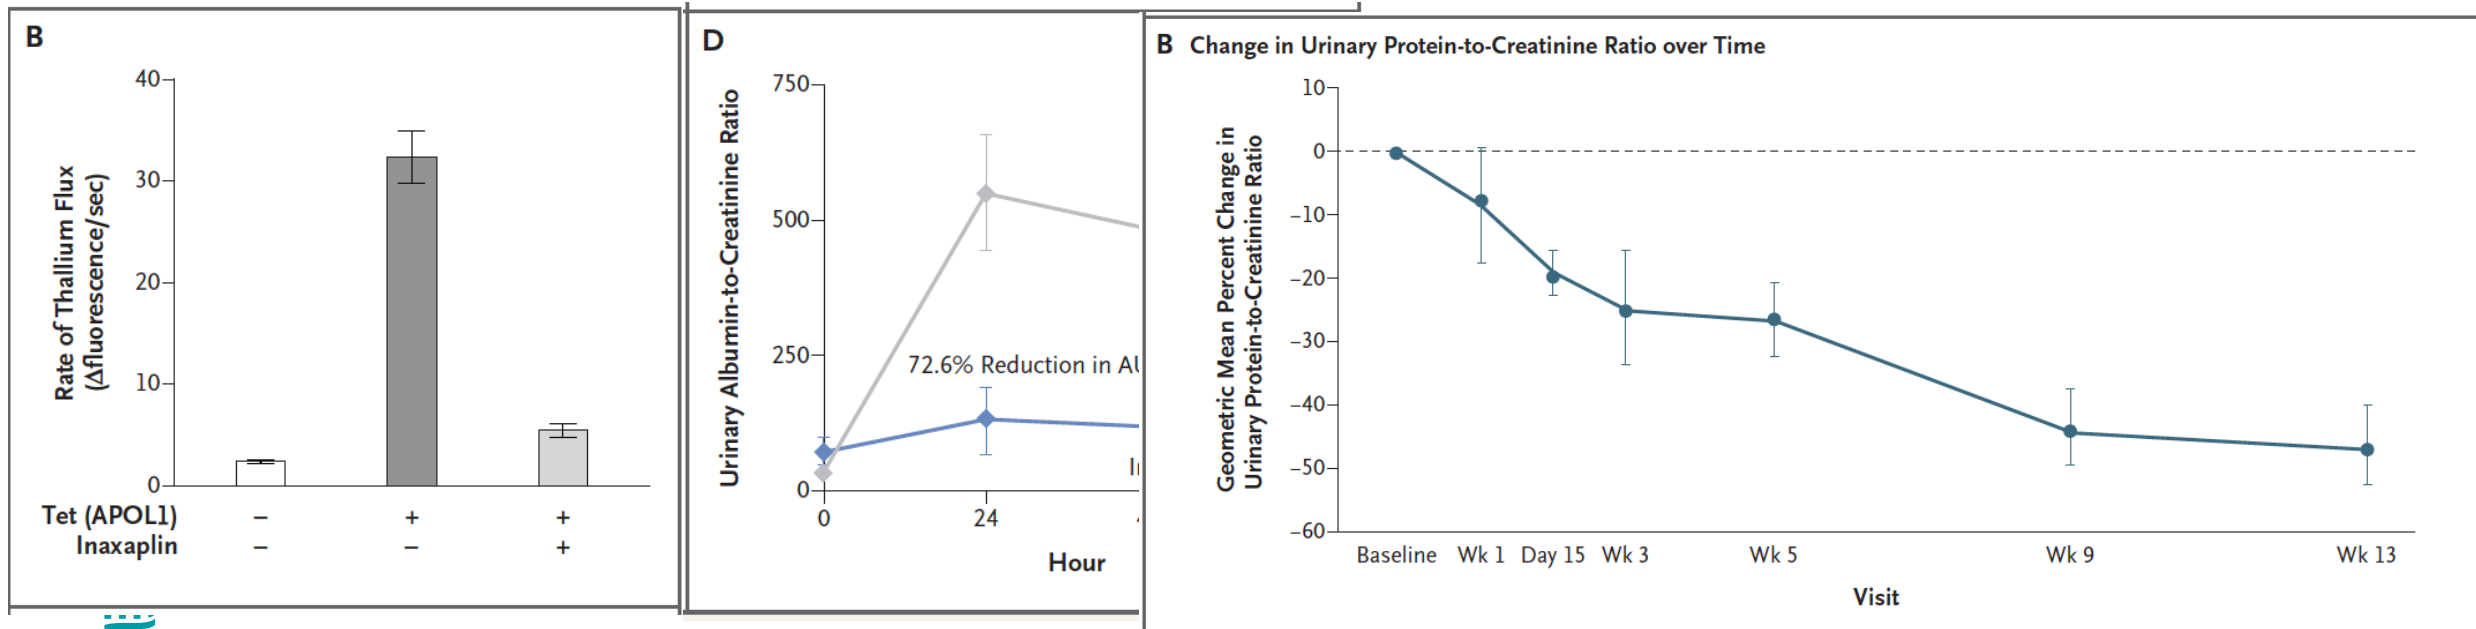 B
40
30
20
10
0
Rate of Thallium Flux
(Δfluorescence/sec)
Tet (APOL1) – + +
Inaxaplin – – +
D
750
500
250
0
Urinary Albumin-to-Creatinine Ratio
72.6% Reduction in
0 24
Hour
B Change in Urinary Protein-to-Creatinine Ratio over Time
10
0
–10
–20
–30
–40
–50
–60
Geometric Mean Percent Change in
Urinary Protein-to-Creatinine Ratio
Baseline Wk 1 Day 15 Wk 3 Wk 5 Wk 9 Wk 13
Visit